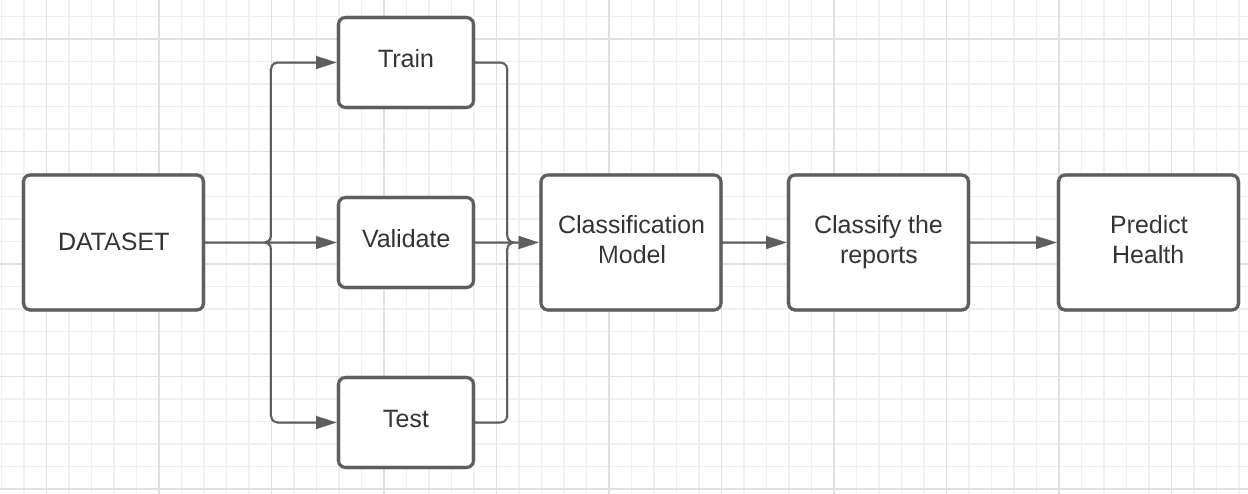 Train
DATASET
Validate
Classification
Model
Classify the
reports
Predict
Health
Test